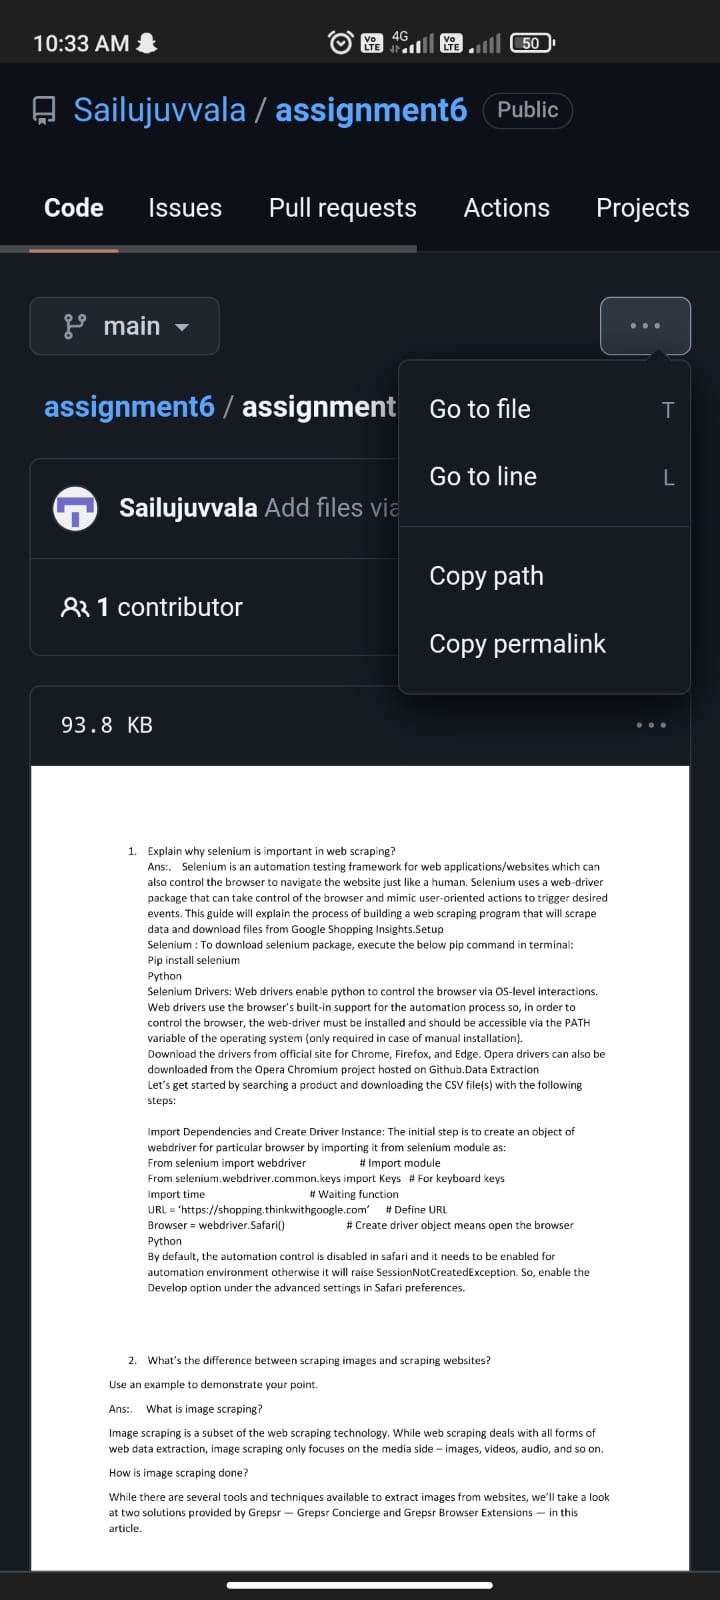 10:33 AM
Vo LTE 4G Vo LTE 50
Sailujuvvala / assignment6 Public
Code Issues Pull requests Actions Projects
main
assignment6 / assignment
Go to file T
Go to line L
Copy path
Copy permalink
Sailujuvvala Add files via
1 contributor
93.8 KB
1. Explain why selenium is important in web scraping?
Ans:. Selenium is an automation testing framework for web applications/websites which can
also control the browser to navigate the website just like a human. Selenium uses a web-driver
package that can take control of the browser and mimic user-oriented actions to trigger desired
events. This guide will explain the process of building a web scraping program that will scrape
data and download files from Google Shopping Insights.Setup
Selenium : To download selenium package, execute the below pip command in terminal:
Pip install selenium
Python
Selenium Drivers: Web drivers enable python to control the browser via OS-level interactions.
Web drivers use the browser's built-in support for the automation process so, in order to
control the browser, the web-driver must be installed and should be accessible via the PATH
variable of the operating system (only required in case of manual installation).
Download the drivers from official site for Chrome, Firefox, and Edge. Opera drivers can also be
downloaded from the Opera Chromium project hosted on Github.Data Extraction
Let's get started by searching a product and downloading the CSV file(s) with the following
steps:
Import Dependencies and Create Driver Instance: The initial step is to create an object of
webdriver for particular browser by importing it from selenium module as:
From selenium import webdriver # Import module
From selenium.webdriver.common.keys import Keys # For keyboard keys
Import time # Waiting function
URL = 'https://shopping.thinkwithgoogle.com' # Define URL
Browser = webdriver.Safari() # Create driver object means open the browser
Python
By default, the automation control is disabled in safari and it needs to be enabled for
automation environment otherwise it will raise SessionNotCreatedException. So, enable the
Develop option under the advanced settings in Safari preferences.
2. What's the difference between scraping images and scraping websites?
Use an example to demonstrate your point.
Ans:. What is image scraping?
Image scraping is a subset of the web scraping technology. While web scraping deals with all forms of
web data extraction, image scraping only focuses on the media side – images, videos, audio, and so on.
How is image scraping done?
While there are several tools and techniques available to extract images from websites, we'll take a look
at two solutions provided by Grepsr — Grepsr Concierge and Grepsr Browser Extensions — in this
article.